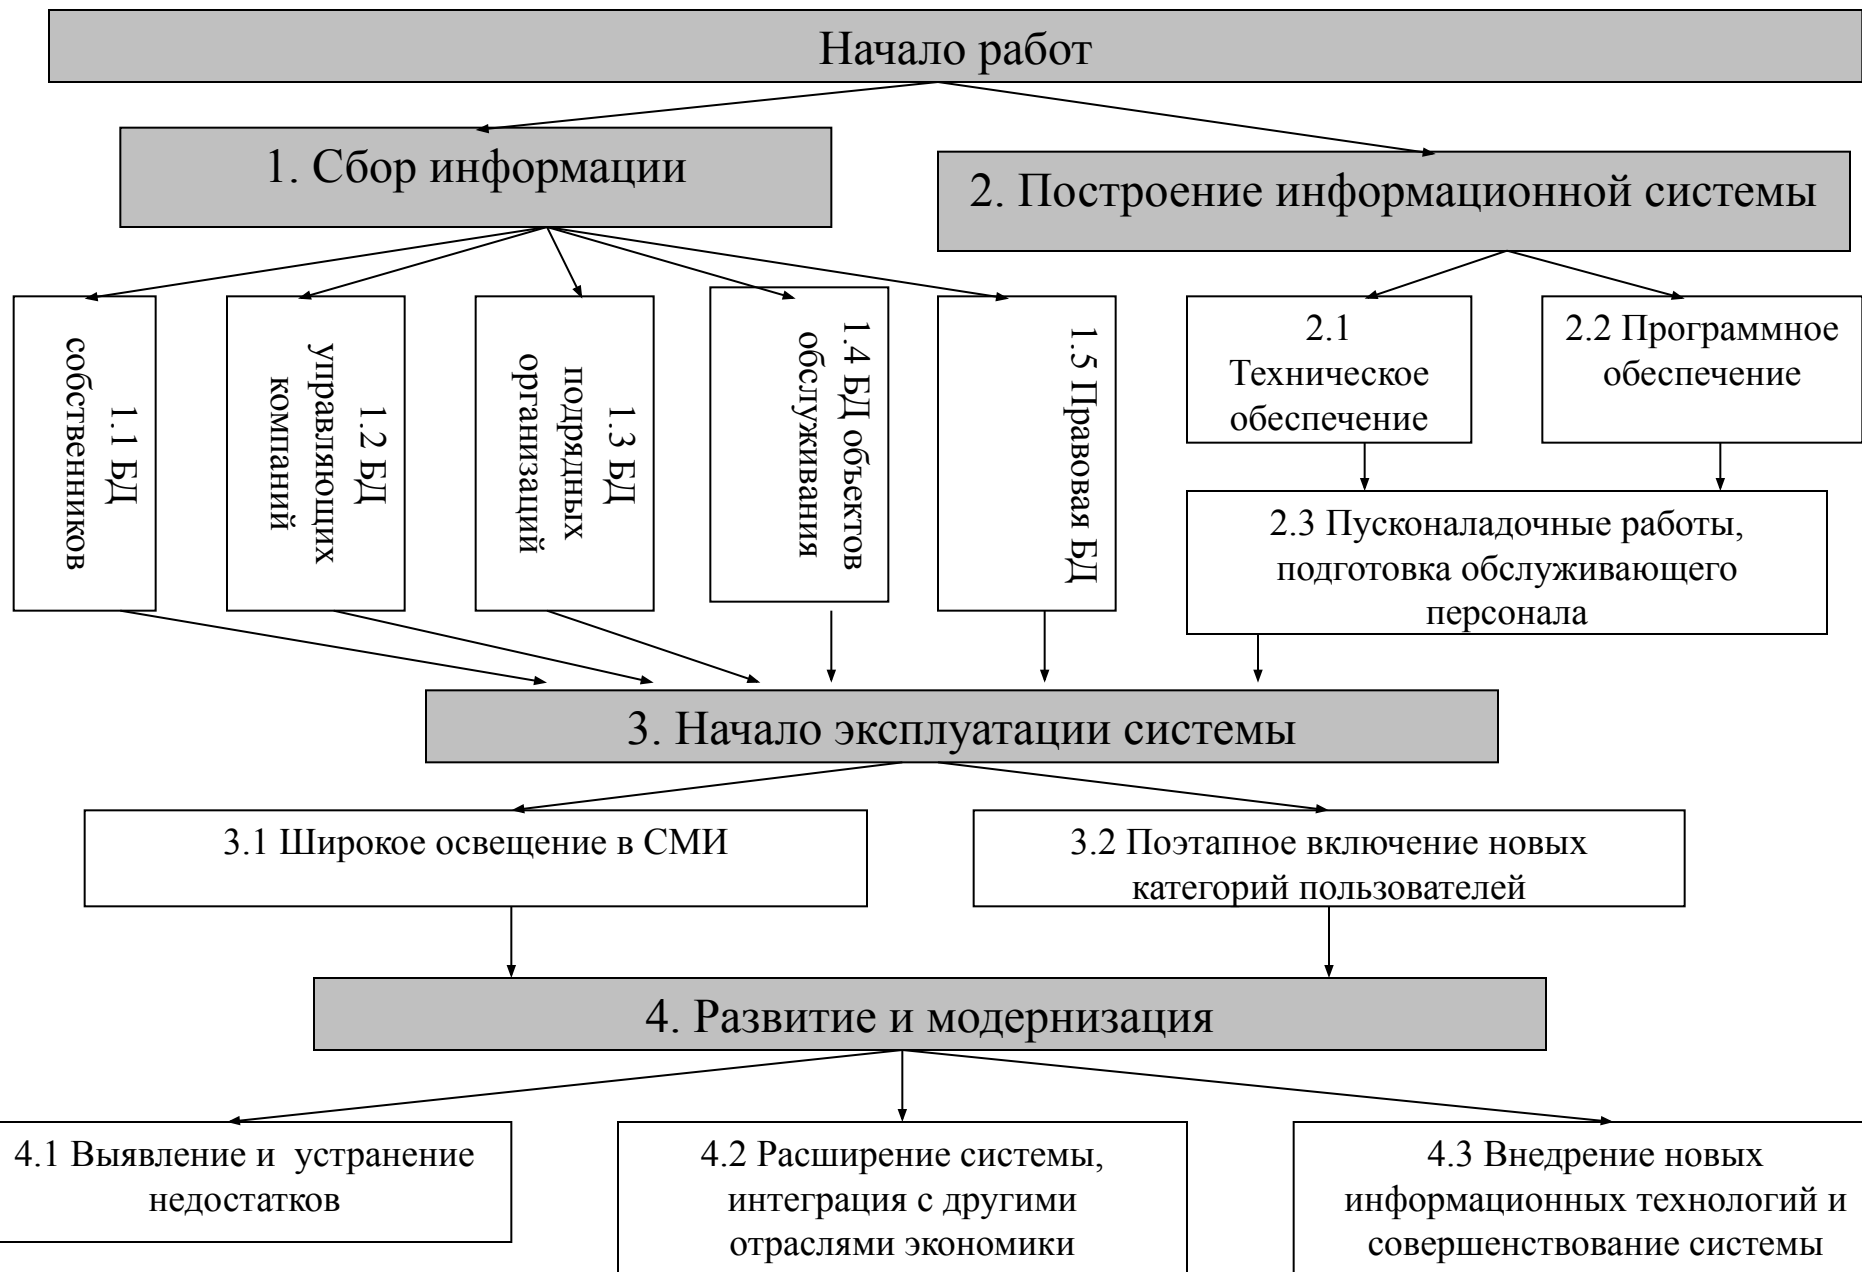 Начало работ
1. Сбор информации
2. Построение информационной системы
1.1 БД
собственников
1.2 БД
управляющих
компаний
1.3 БД
подрядных
организаций
1.4 БД объектов
обслуживания
1.5 Правовая БД
2.1
Техническое
обеспечение
2.2 Программное
обеспечение
2.3 Пусконаладочные работы,
подготовка обслуживающего
персонала
3. Начало эксплуатации системы
3.1 Широкое освещение в СМИ
3.2 Поэтапное включение новых
категорий пользователей
4. Развитие и модернизация
4.1 Выявление и  устранение
недостатков
4.2 Расширение системы,
интеграция с другими
отраслями экономики
4.3 Внедрение новых
информационных технологий и
совершенствование системы